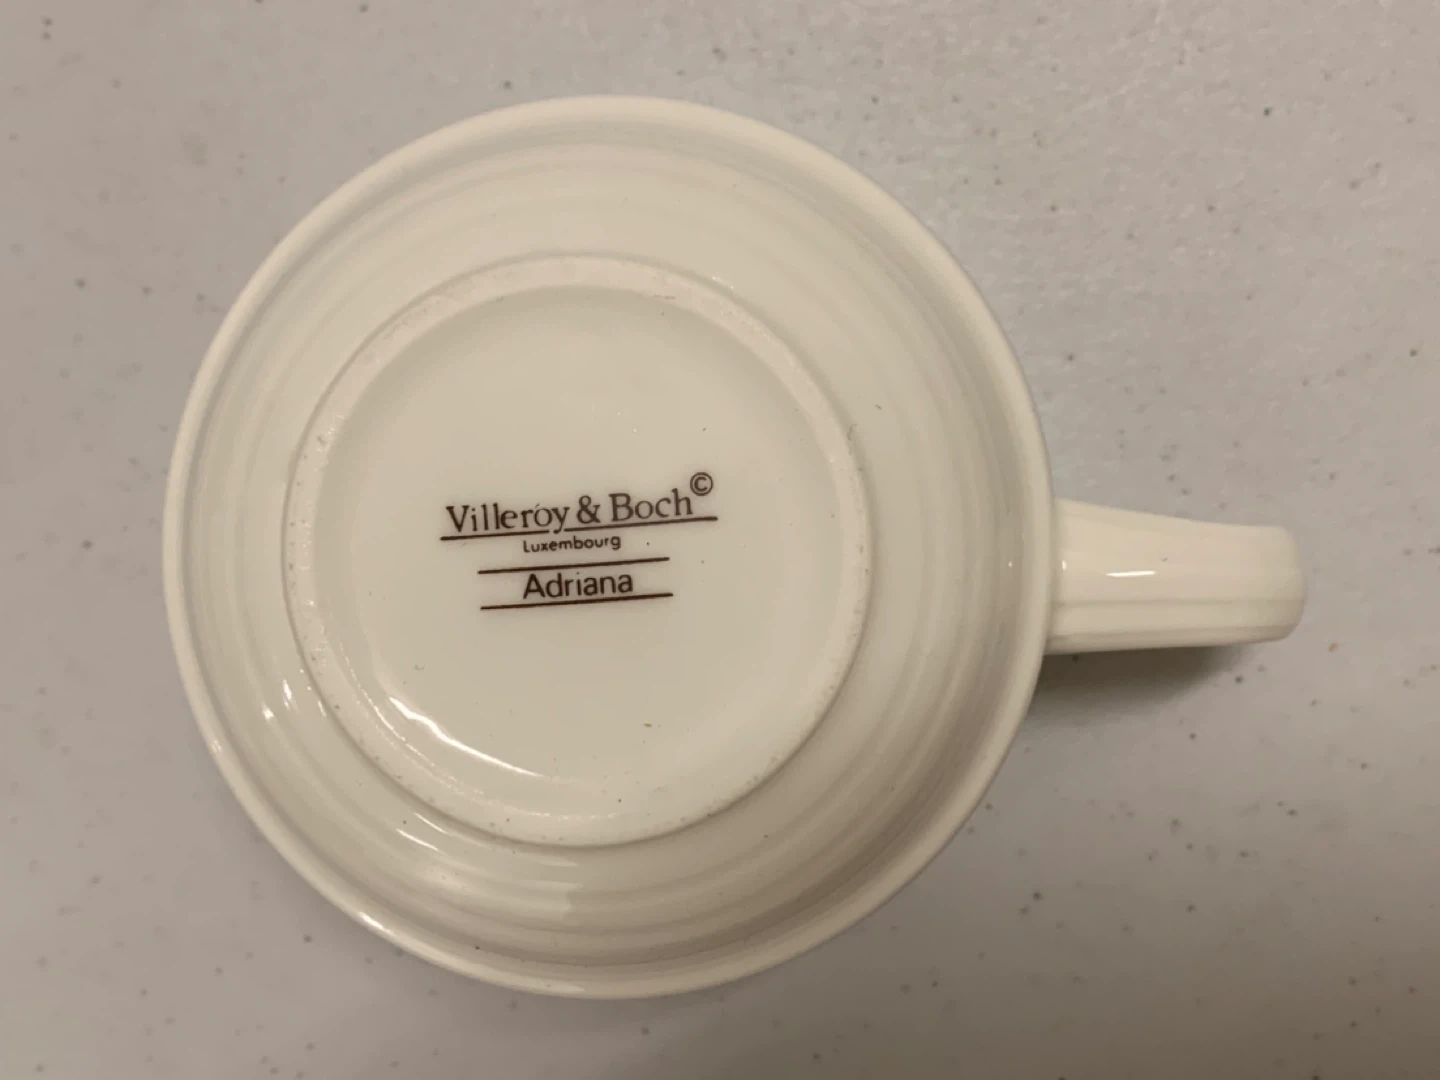 Villeroy & Boch©
Luxembourg
Adriana